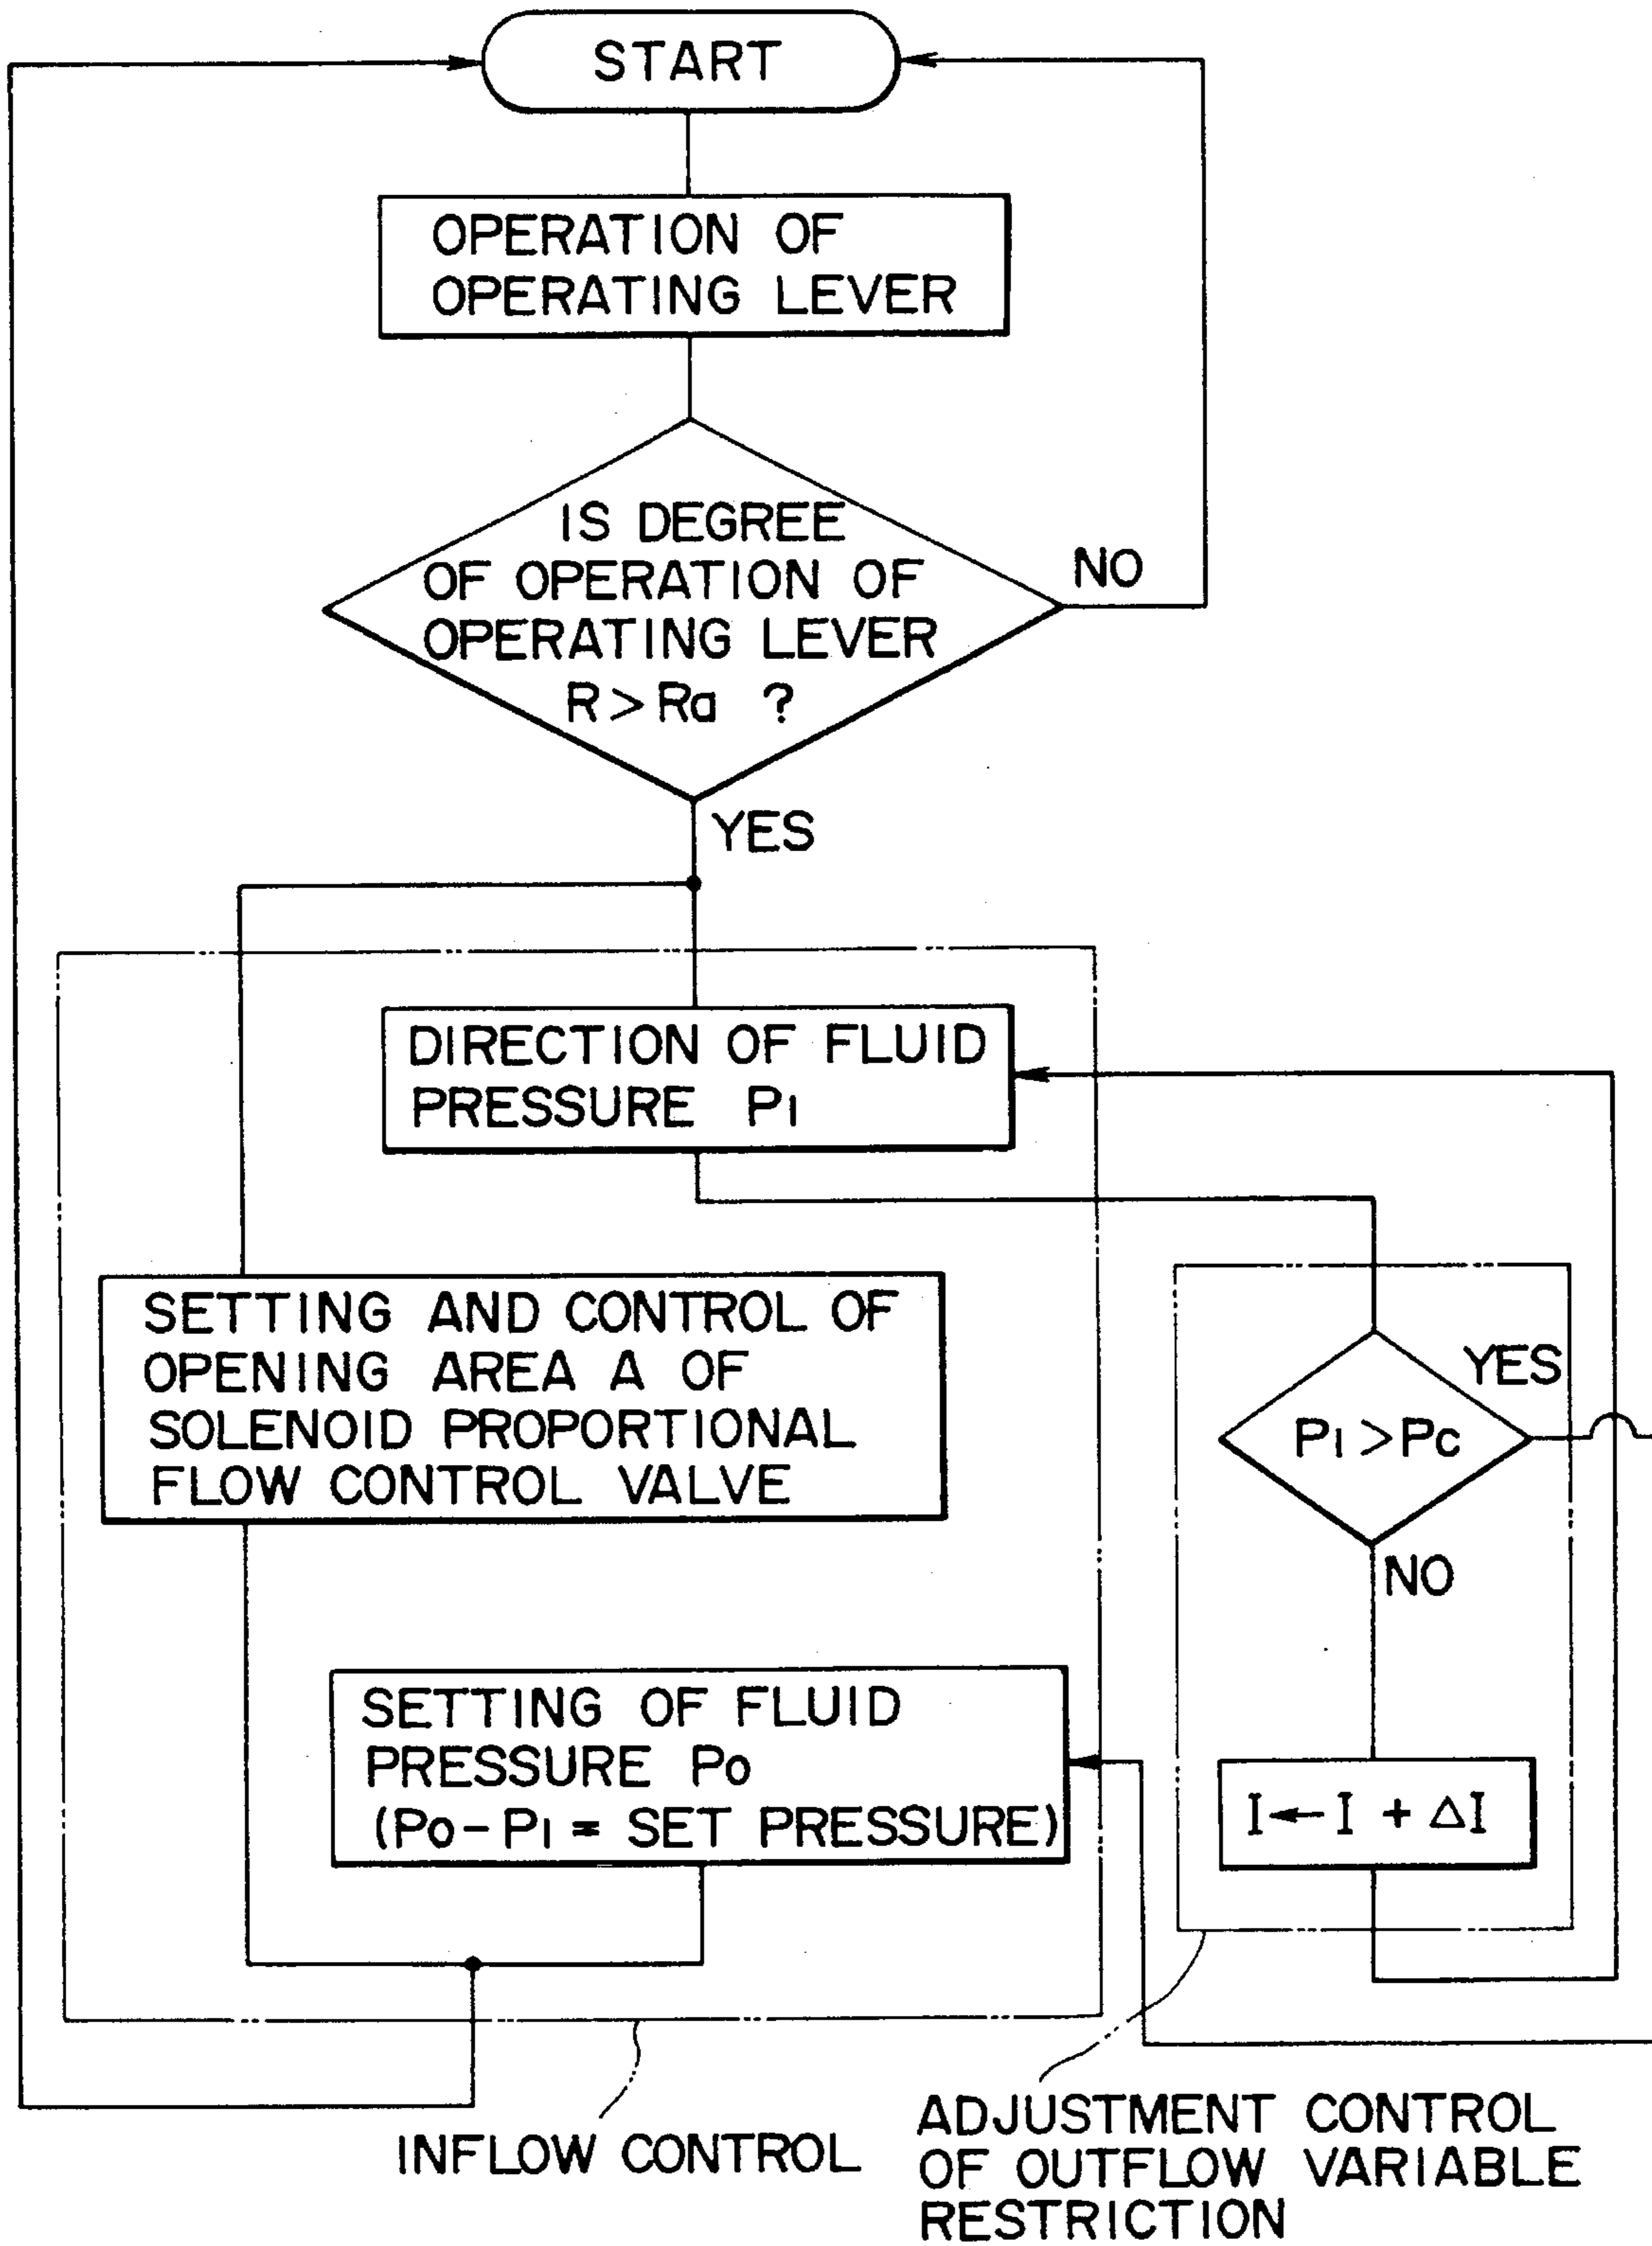 START
OPERATION OF
OPERATING LEVER
IS DEGREE
OF OPERATION OF
OPERATING LEVER
R > Ra ?
NO
YES
DIRECTION OF FLUID
PRESSURE P1
SETTING AND CONTROL OF
OPENING AREA A OF
SOLENOID PROPORTIONAL
FLOW CONTROL VALVE
YES
P1 > Pc
NO
SETTING OF FLUID
PRESSURE Po
(Po - P1 = SET PRESSURE)
I ← I + ΔI
INFLOW CONTROL
ADJUSTMENT CONTROL
OF OUTFLOW VARIABLE
RESTRICTION